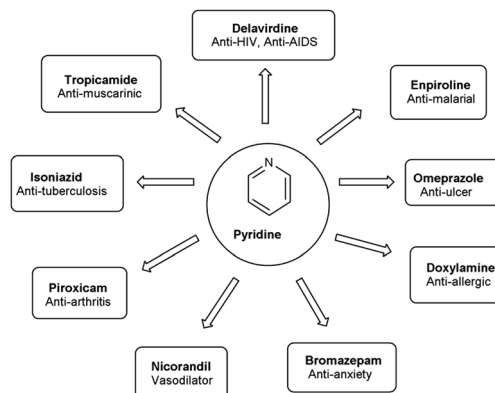 Delavirdine
Anti-HIV, Anti-AIDS
Tropicamide
Anti-muscarinic
Enpiroline
Anti-malarial
Isoniazid
Anti-tuberculosis
N
Pyridine
Omeprazole
Anti-ulcer
Doxylamine
Anti-allergic
Piroxicam
Anti-arthritis
Nicorandil
Vasodilator
Bromazepam
Anti-anxiety